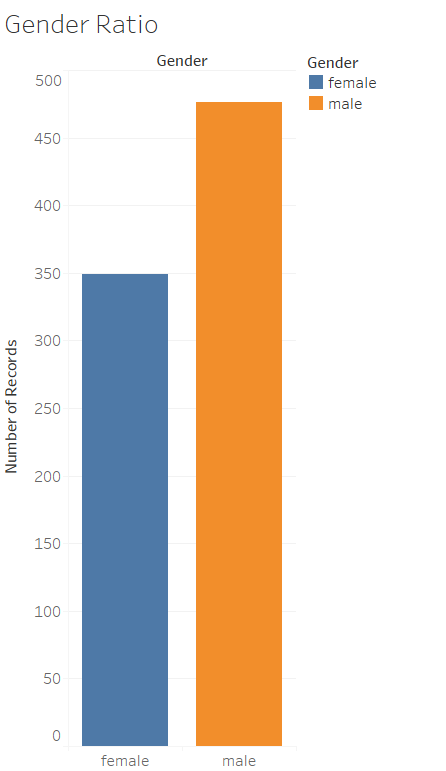 Gender Ratio
Gender
Gender
female
male
500
450
400
350
300
250
200
150
100
50
0
Number of Records
female male